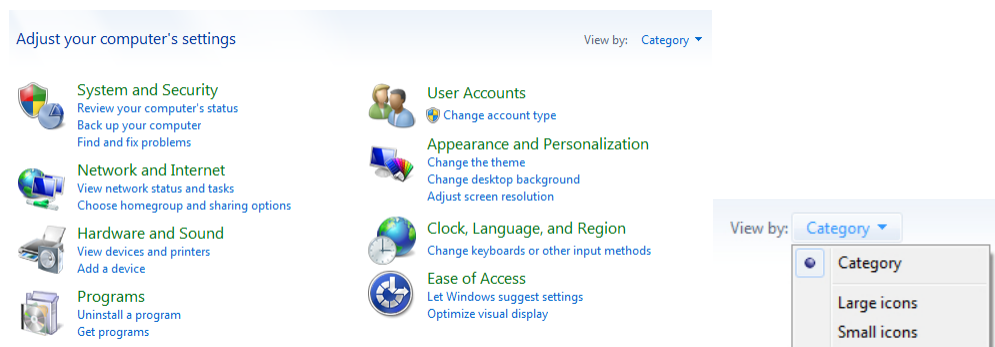 Adjust your computer's settings
View by: Category
System and Security
Review your computer's status
Back up your computer
Find and fix problems
Network and Internet
View network status and tasks
Choose homegroup and sharing options
Hardware and Sound
View devices and printers
Add a device
Programs
Uninstall a program
Get programs
User Accounts
Change account type
Appearance and Personalization
Change the theme
Change desktop background
Adjust screen resolution
Clock, Language, and Region
Change keyboards or other input methods
Ease of Access
Let Windows suggest settings
Optimize visual display
View by: Category
Category
Large icons
Small icons